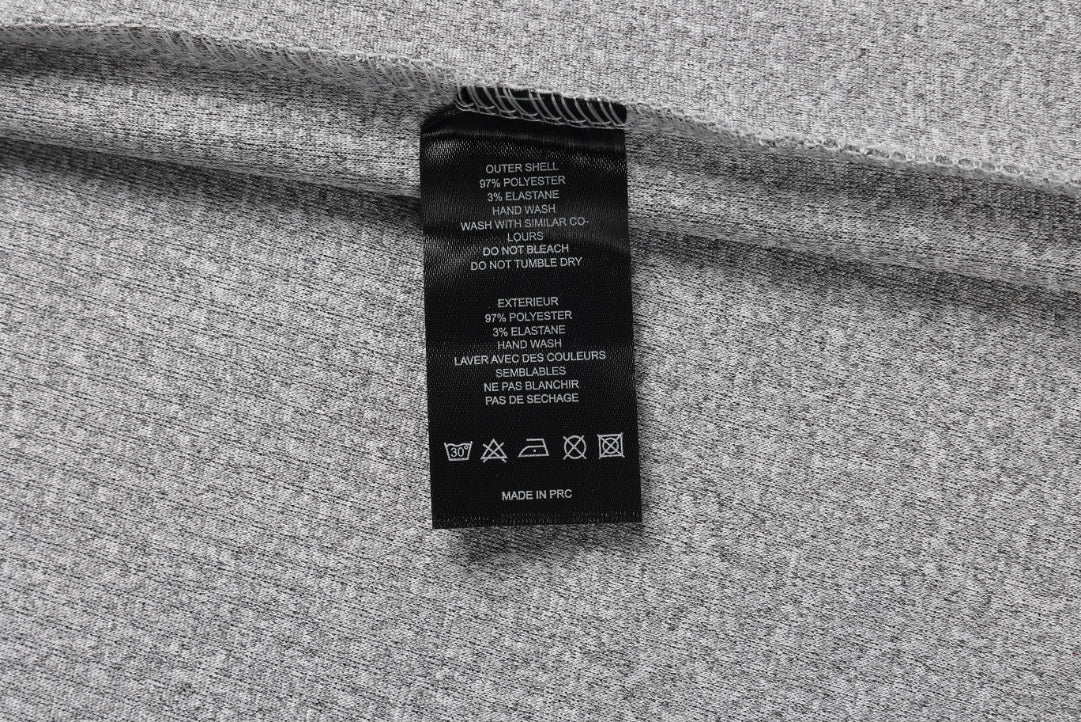 OUTER SHELL
97% POLYESTER
3% ELASTANE
HAND WASH
WASH WITH SIMILAR CO-
LOURS
DO NOT BLEACH
DO NOT TUMBLE DRY
EXTERIEUR
97% POLYESTER
3% ELASTANE
HAND WASH
LAVER AVEC DES COULEURS
SEMBLABLES
NE PAS BLANCHIR
PAS DE SECHAGE
30°
MADE IN PRC